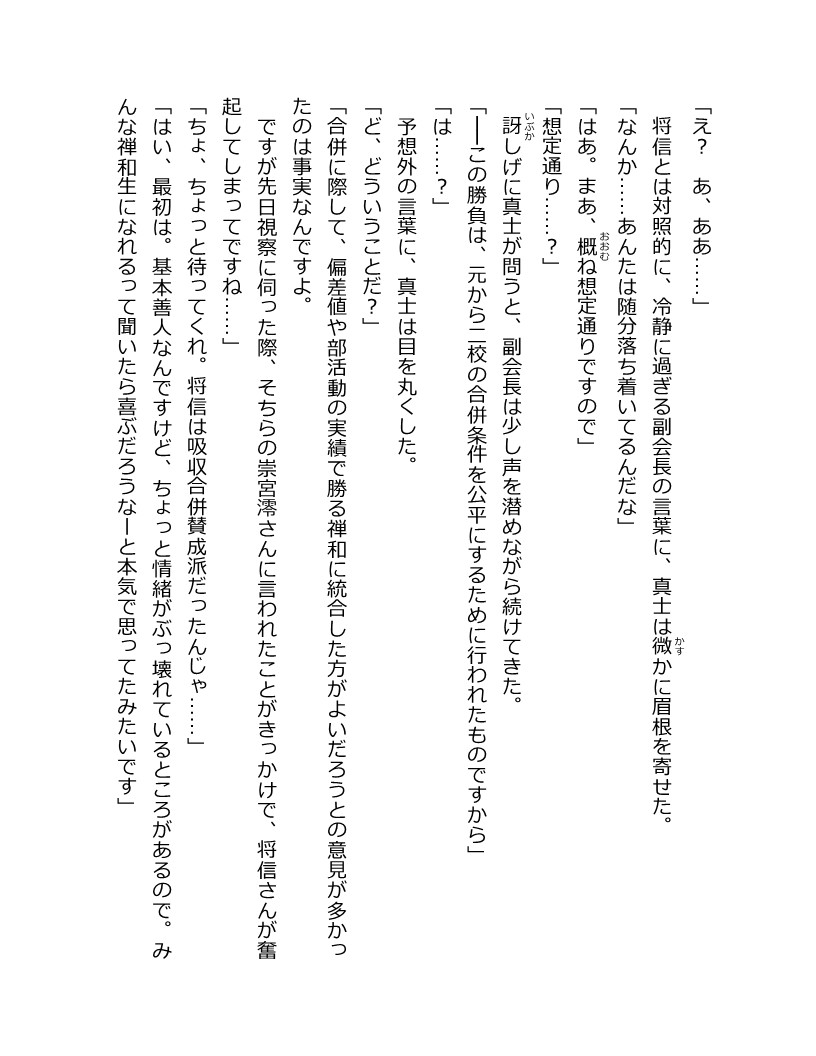 「え？　あ、ああ……」
　将信とは対照的に、冷静に過ぎる副会長の言葉に、真士は微かに眉根を寄せた。
「なんか……あんたは随分落ち着いてるんだな」
「はあ。まあ、概ね想定通りですので」
「想定通り……？」
　訝しげに真士が問うと、副会長は少し声を潜めながら続けてきた。
「――この勝負は、元から二校の合併条件を公平にするために行われたものですから」
「は……？」
　予想外の言葉に、真士は目を丸くした。
「ど、どういうことだ？」
「合併に際して、偏差値や部活動の実績で勝る禅和に統合した方がよいだろうとの意見が多かっ
たのは事実なんですよ。
　ですが先日視察に伺った際、そちらの崇宮澪さんに言われたことがきっかけで、将信さんが奮
起してしまってですね……」
「ちょ、ちょっと待ってくれ。将信は吸収合併賛成派だったんじゃ……」
「はい、最初は。基本善人なんですけど、ちょっと情緒がぶっ壊れているところがあるので。み
んな禅和生になれるって聞いたら喜ぶだろうなーと本気で思ってたみたいです」
かす
おおむ
いぶか